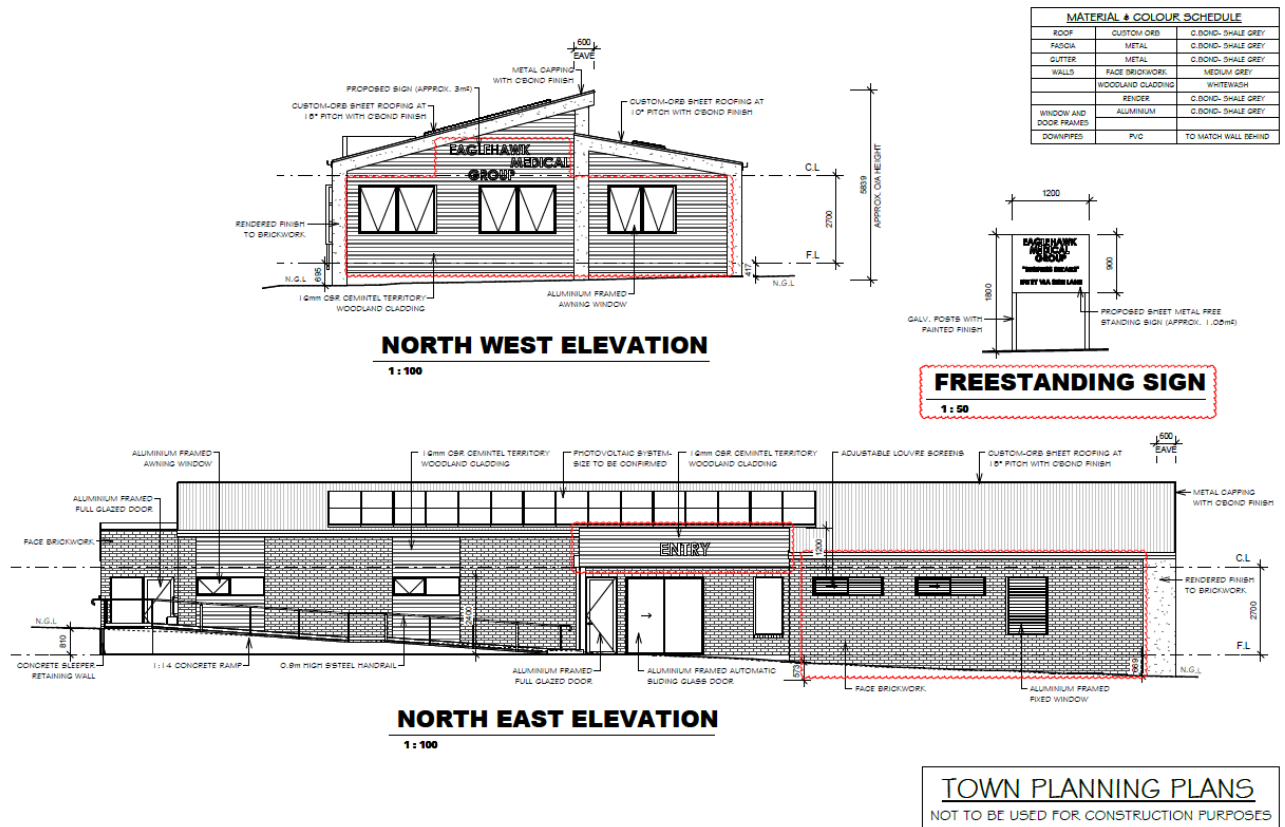 MATERIAL & COLOUR SCHEDULE
ROOF CUSTOM ORB C.BOND- SHALE GREY
FASCIA METAL C.BOND- SHALE GREY
GUTTER METAL C.BOND- SHALE GREY
WALLS FACE BRICKWORK MEDIUM GREY
WOODLAND CLADDING WHITEWASH
RENDER C.BOND- SHALE GREY
WINDOW AND DOOR FRAMES ALUMINIUM C.BOND- SHALE GREY
DOWNPIPES PVC TO MATCH WALL BEHIND
600
EAVE
METAL CAPPING
WITH C'BOND FINISH
PROPOSED SIGN (APPROX. 3m²)
CUSTOM-ORB SHEET ROOFING AT
15° PITCH WITH C'BOND FINISH
CUSTOM-ORB SHEET ROOFING AT
10° PITCH WITH C'BOND FINISH
EAGLEHAWK
MEDICAL
GROUP
C.L
2700
5839
APPROX. O/A HEIGHT
F.L
417
N.G.L
RENDERED FINISH
TO BRICKWORK
695
N.G.L
16mm CSR CEMINTEL TERRITORY
WOODLAND CLADDING
ALUMINIUM FRAMED
AWNING WINDOW
NORTH WEST ELEVATION
1 : 100
1200
EAGLEHAWK
MEDICAL
GROUP
900
1800
GALV. POSTS WITH
PAINTED FINISH
PROPOSED SHEET METAL FREE
STANDING SIGN (APPROX. 1.08m²)
FREESTANDING SIGN
1 : 50
ALUMINIUM FRAMED
AWNING WINDOW
16mm CSR CEMINTEL TERRITORY
WOODLAND CLADDING
PHOTOVOLTAIC SYSTEM-
SIZE TO BE CONFIRMED
16mm CSR CEMINTEL TERRITORY
WOODLAND CLADDING
ADJUSTABLE LOUVRE SCREENS
CUSTOM-ORB SHEET ROOFING AT
15° PITCH WITH C'BOND FINISH
600
EAVE
METAL CAPPING
WITH C'BOND FINISH
ALUMINIUM FRAMED
FULL GLAZED DOOR
FACE BRICKWORK
ENTRY
1200
C.L
RENDERED FINISH
TO BRICKWORK
2700
2400
F.L
N.G.L
810
573
669
N.G.L
CONCRETE SLEEPER
RETAINING WALL
1:14 CONCRETE RAMP
0.9m HIGH S'STEEL HANDRAIL
ALUMINIUM FRAMED
FULL GLAZED DOOR
ALUMINIUM FRAMED AUTOMATIC
SLIDING GLASS DOOR
FACE BRICKWORK
ALUMINIUM FRAMED
FIXED WINDOW
NORTH EAST ELEVATION
1 : 100
TOWN PLANNING PLANS
NOT TO BE USED FOR CONSTRUCTION PURPOSES